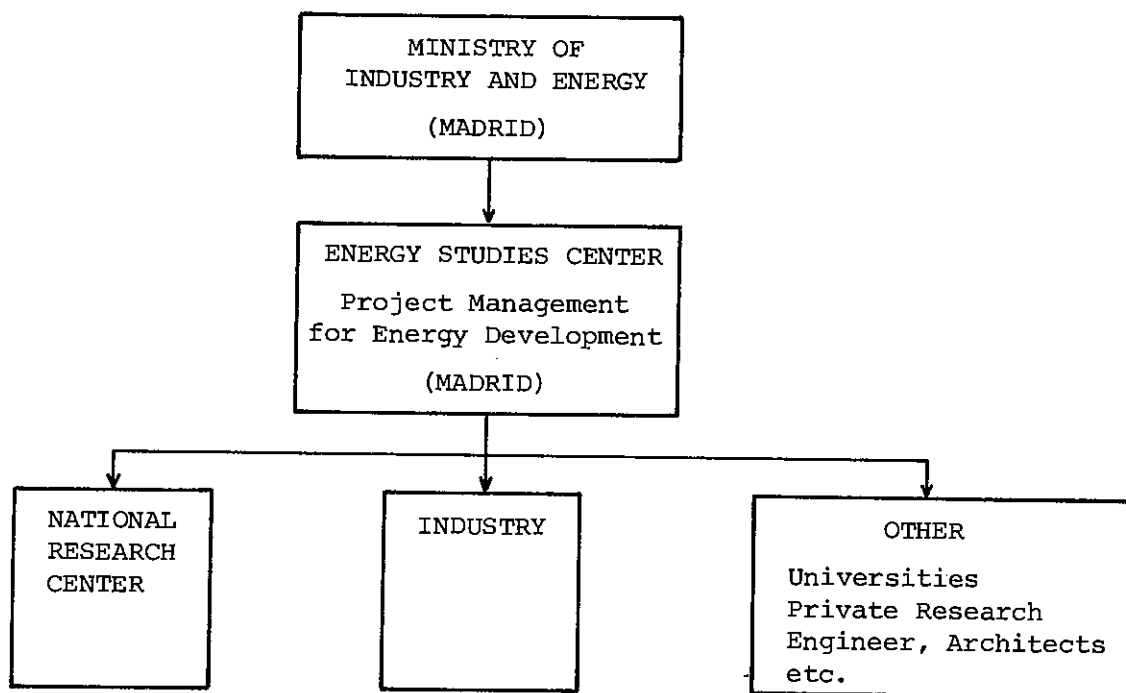 MINISTRY OF
INDUSTRY AND ENERGY
(MADRID)
ENERGY STUDIES CENTER
Project Management
for Energy Development
(MADRID)
NATIONAL
RESEARCH
CENTER
INDUSTRY
OTHER
Universities
Private Research
Engineer, Architects
etc.